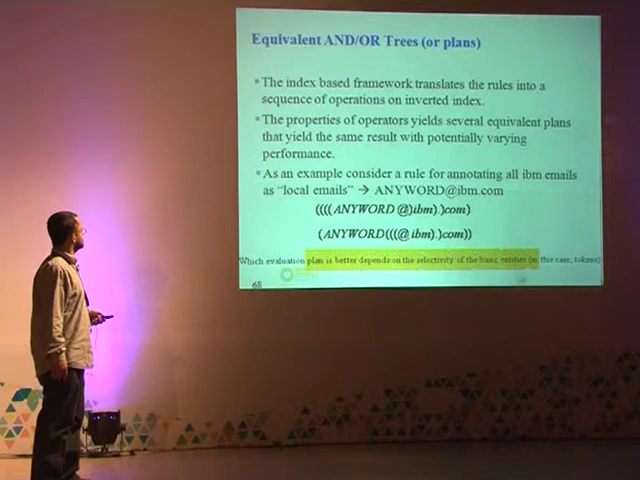 Equivalent AND/OR Trees (or plans)
The index based framework translates the rules into a
sequence of operations on inverted index.
The properties of operators yields several equivalent plans
that yield the same result with potentially varying
performance.
As an example consider a rule for annotating all ibm emails
as “local emails” → ANYWORD@ibm.com
((((ANYWORD @)ibm).)com)
(ANYWORD(((@ibm).)com))
Which evaluation plan is better depends on the selectivity of the basic entities (in this case, tokens)
68